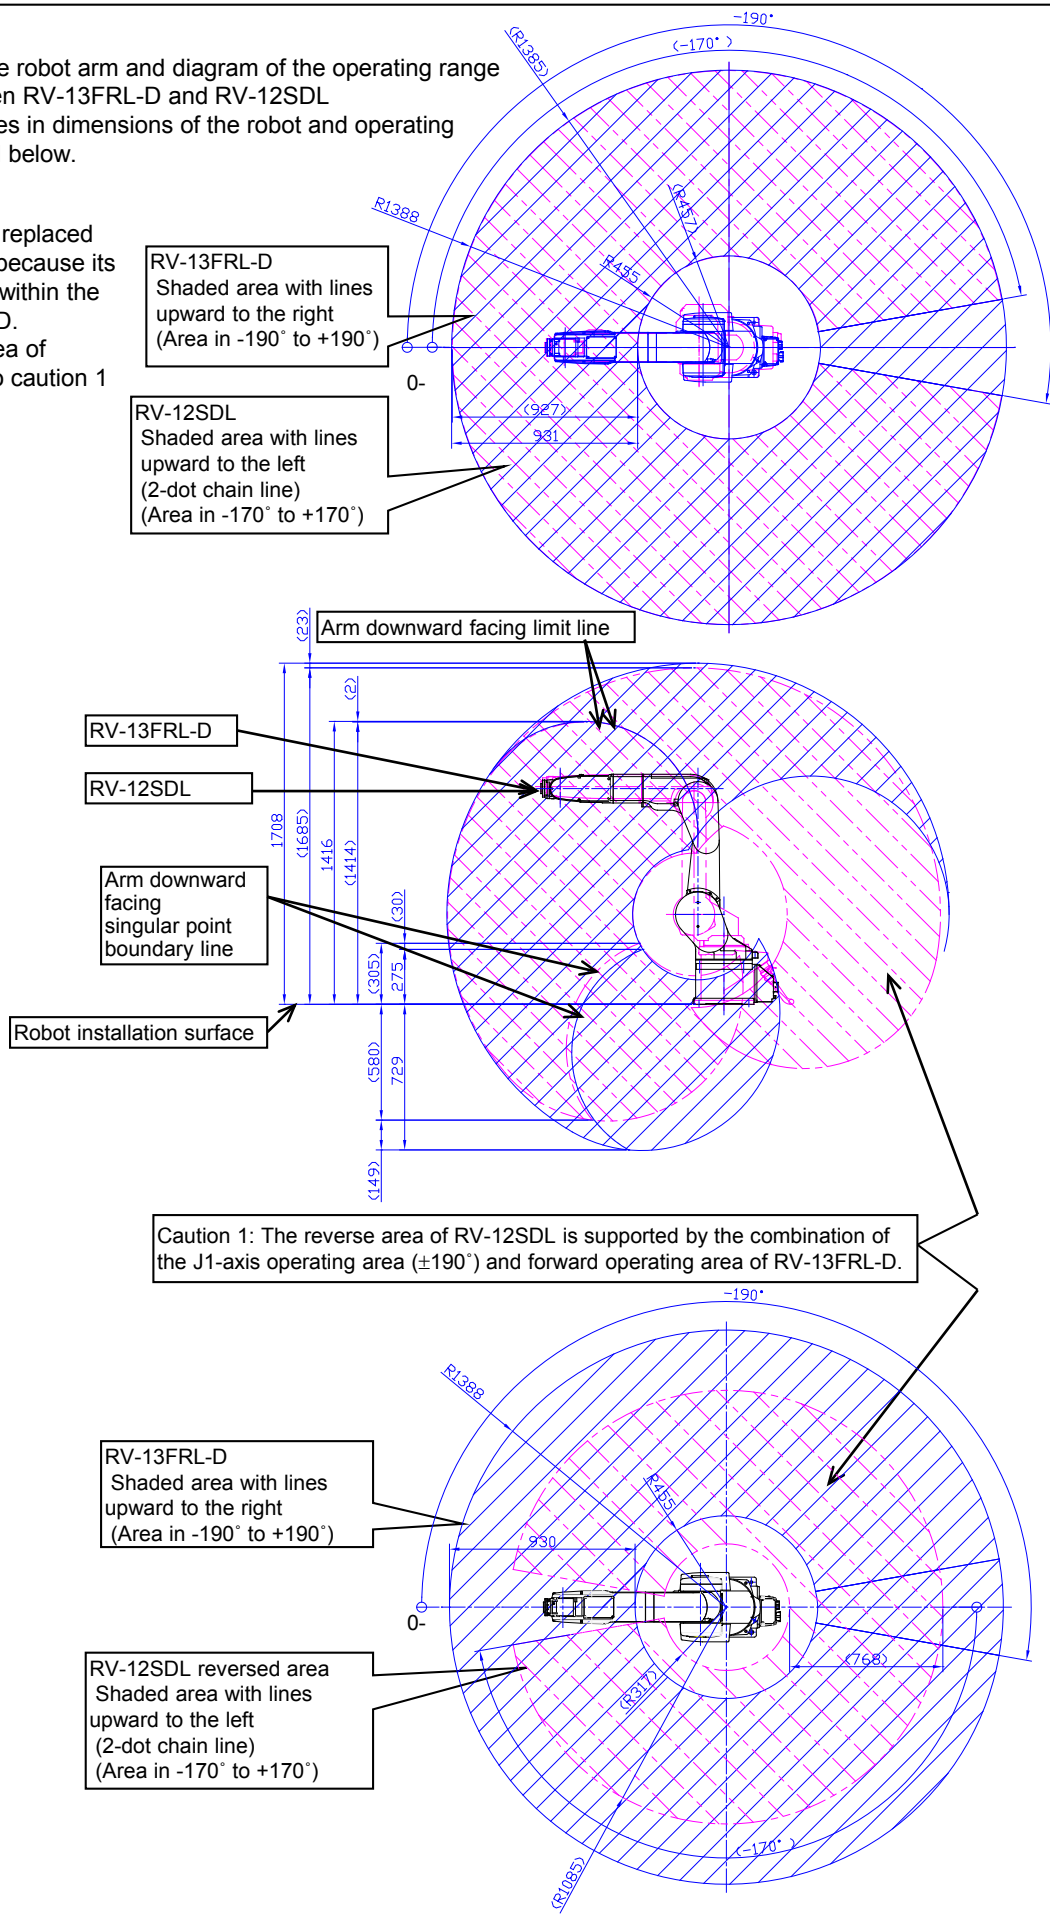 -190°
(-170°)
(R1385)
e robot arm and diagram of the operating range
en RV-13FRL-D and RV-12SDL
es in dimensions of the robot and operating
below.
R1388
(R457)
R455
replaced
because its
within the
D.
ea of
o caution 1
RV-13FRL-D
Shaded area with lines
upward to the right
(Area in -190° to +190°)
0-
RV-12SDL
Shaded area with lines
upward to the left
(2-dot chain line)
(Area in -170° to +170°)
(927)
931
(23)
Arm downward facing limit line
(2)
RV-13FRL-D
RV-12SDL
1708
(1685)
1416
(1414)
Arm downward
facing
singular point
boundary line
(30)
(305)
275
Robot installation surface
(580)
729
(149)
Caution 1: The reverse area of RV-12SDL is supported by the combination of
the J1-axis operating area (±190°) and forward operating area of RV-13FRL-D.
-190°
R1388
RV-13FRL-D
Shaded area with lines
upward to the right
(Area in -190° to +190°)
R455
930
0-
RV-12SDL reversed area
Shaded area with lines
upward to the left
(2-dot chain line)
(Area in -170° to +170°)
(768)
(R317)
(-170°)
(R1085)